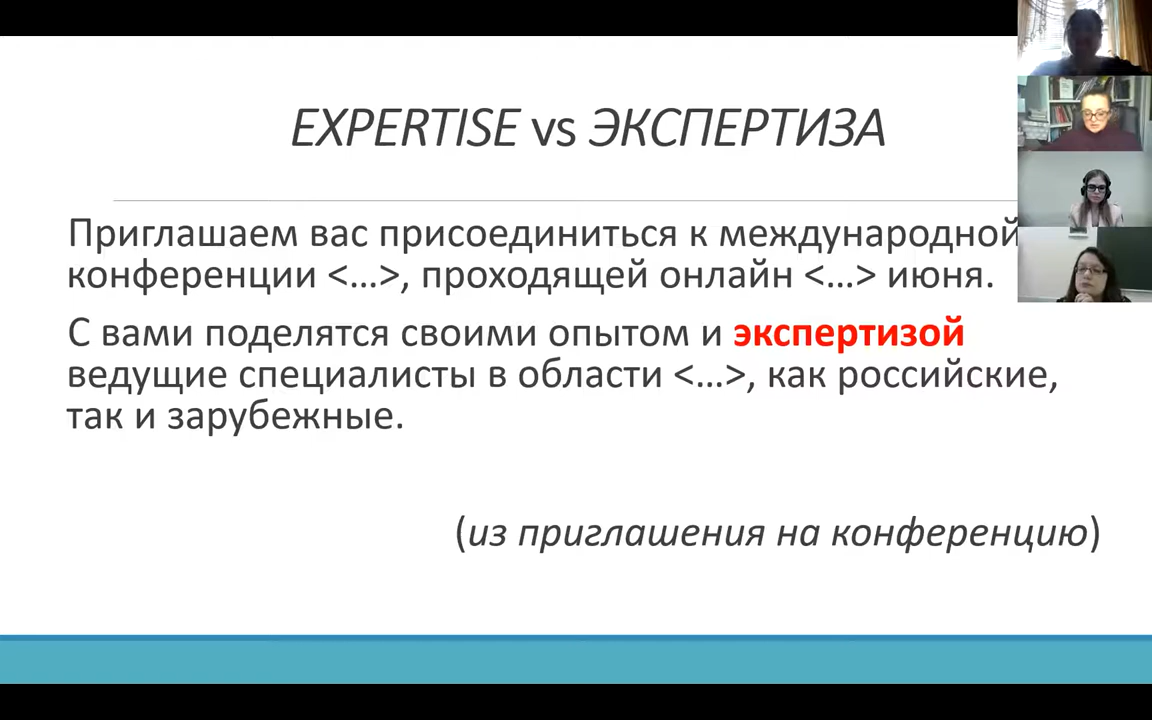 EXPERTISE vs ЭКСПЕРТИЗА
Приглашаем вас присоединиться к международной
конференции <...>, проходящей онлайн <...> июня.
С вами поделятся своими опытом и экспертизой
ведущие специалисты в области <...>, как российские,
так и зарубежные.
(из приглашения на конференцию)